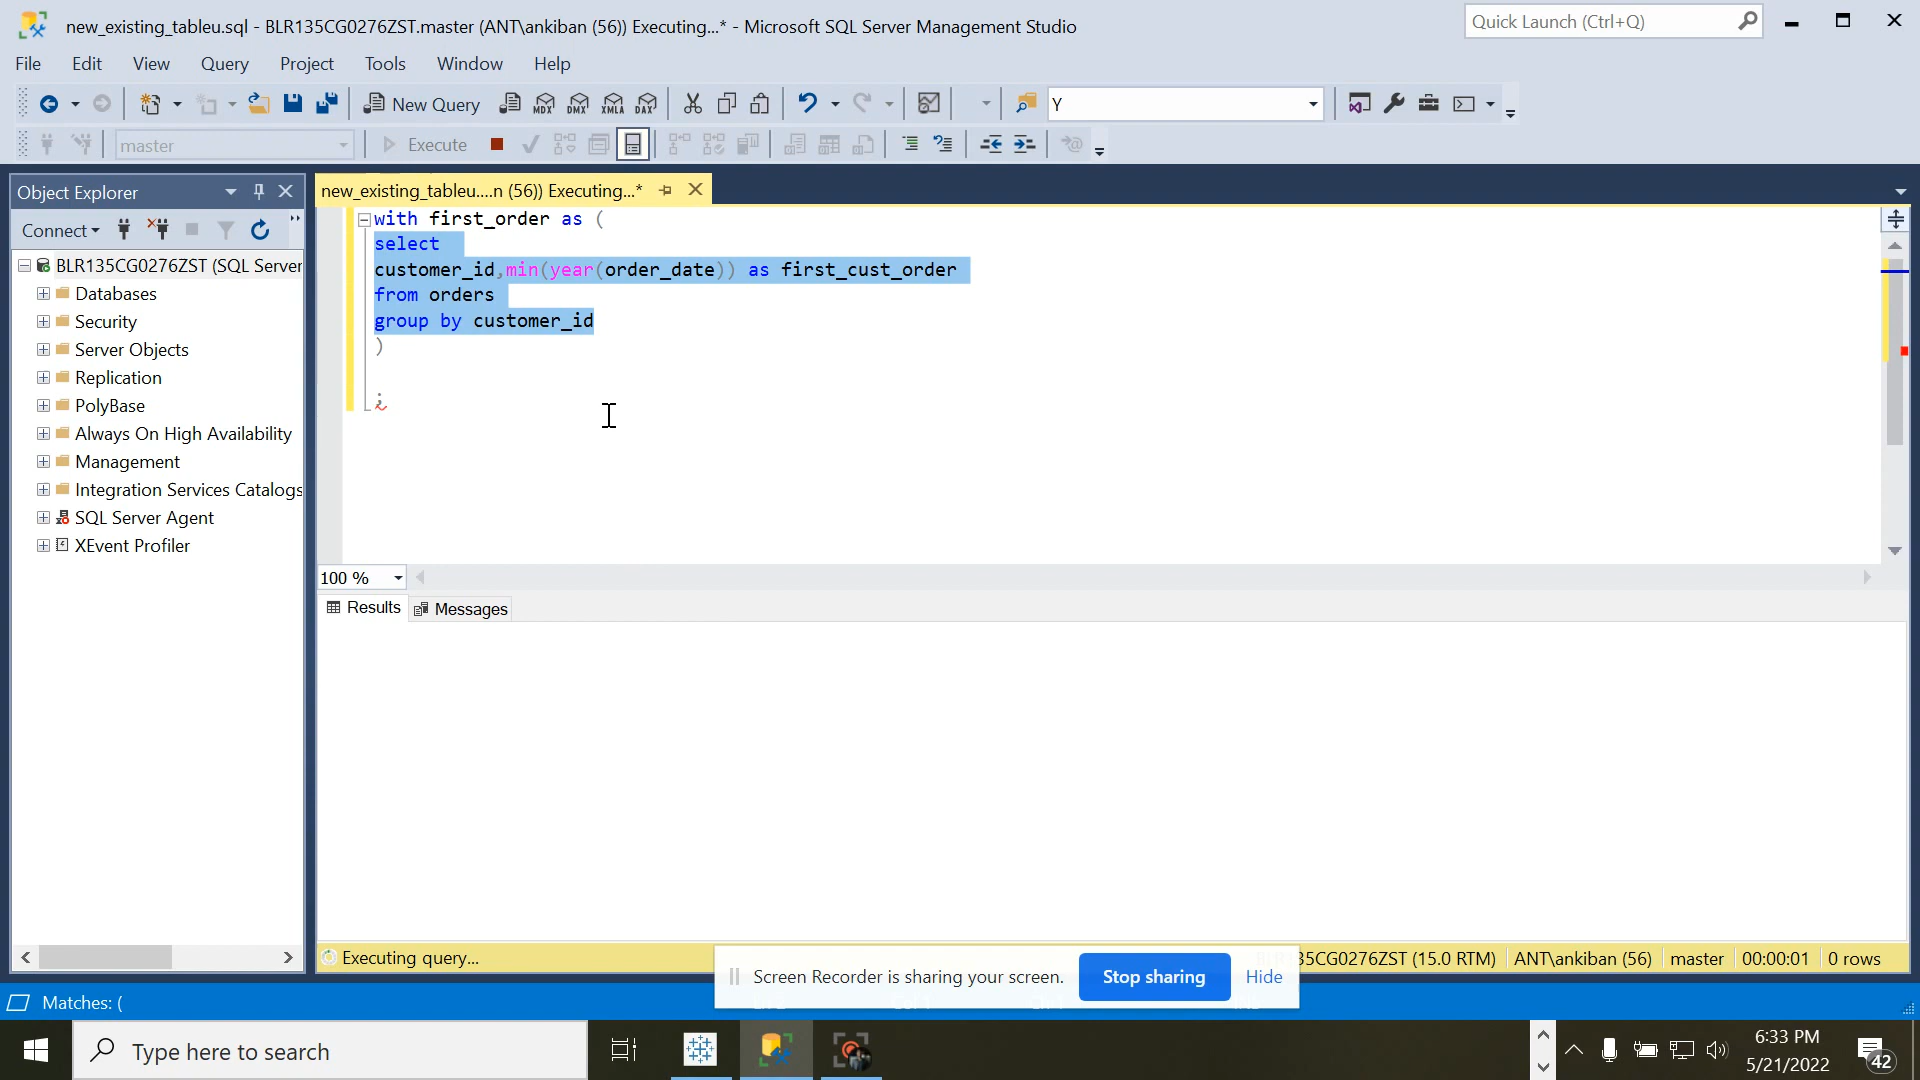 new_existing_tableu.sql - BLR135CG0276ZST.master (ANT\ankiban (56)) Executing...* - Microsoft SQL Server Management Studio
Quick Launch (Ctrl+Q)
File Edit View Query Project Tools Window Help
New Query MDX DMX XMLA DAX Y
master Execute
Object Explorer
new_existing_tableu....n (56)) Executing...*
Connect
BLR135CG0276ZST (SQL Server
Databases
Security
Server Objects
Replication
PolyBase
Always On High Availability
Management
Integration Services Catalogs
SQL Server Agent
XEvent Profiler
with first_order as (
select
customer_id,min(year(order_date)) as first_cust_order
from orders
group by customer_id
)
;
100 %
Results Messages
Executing query...
35CG0276ZST (15.0 RTM) ANT\ankiban (56) master 00:00:01 0 rows
Screen Recorder is sharing your screen. Stop sharing Hide
Matches: (
Type here to search
6:33 PM
5/21/2022
42